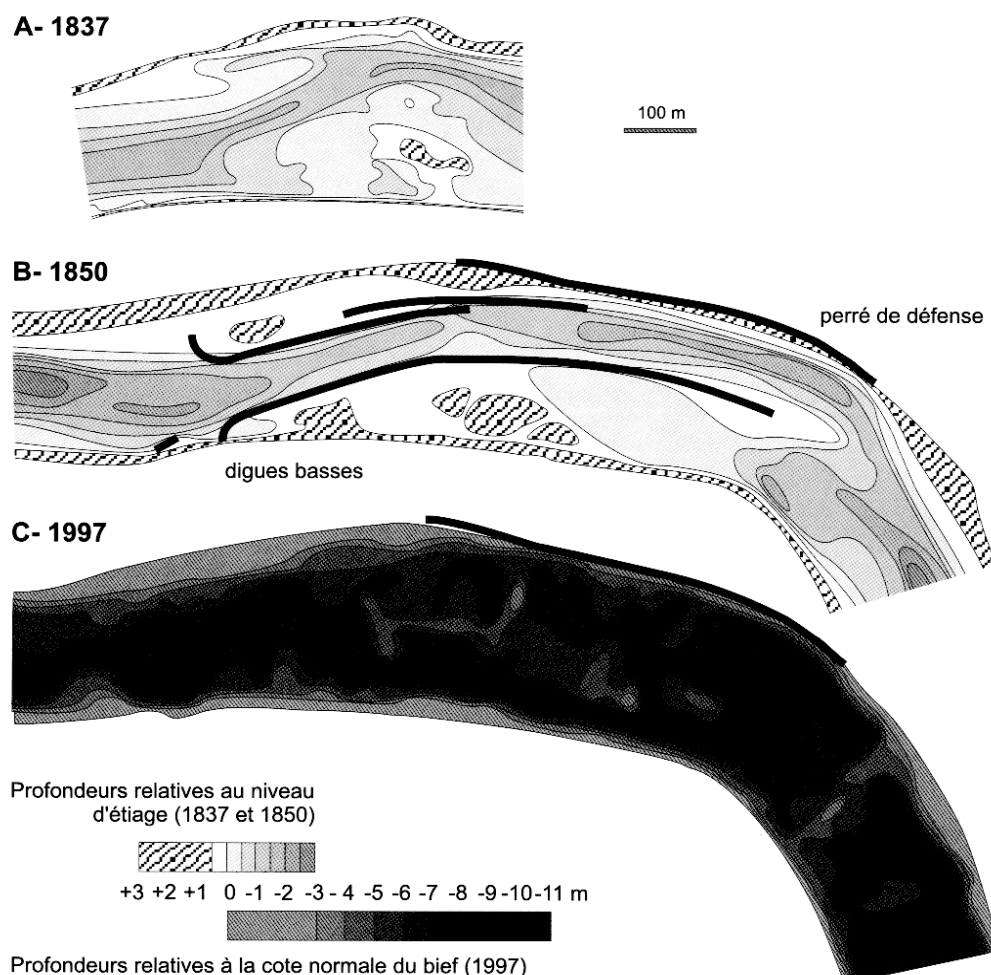 A- 1837
100 m
B- 1850
perré de défense
digues basses
C- 1997
Profondeurs relatives au niveau
d'étiage (1837 et 1850)
+3 +2 +1 0 -1 -2 -3 -4 -5 -6 -7 -8 -9 -10 -11 m
Profondeurs relatives à la cote normale du bief (1997)